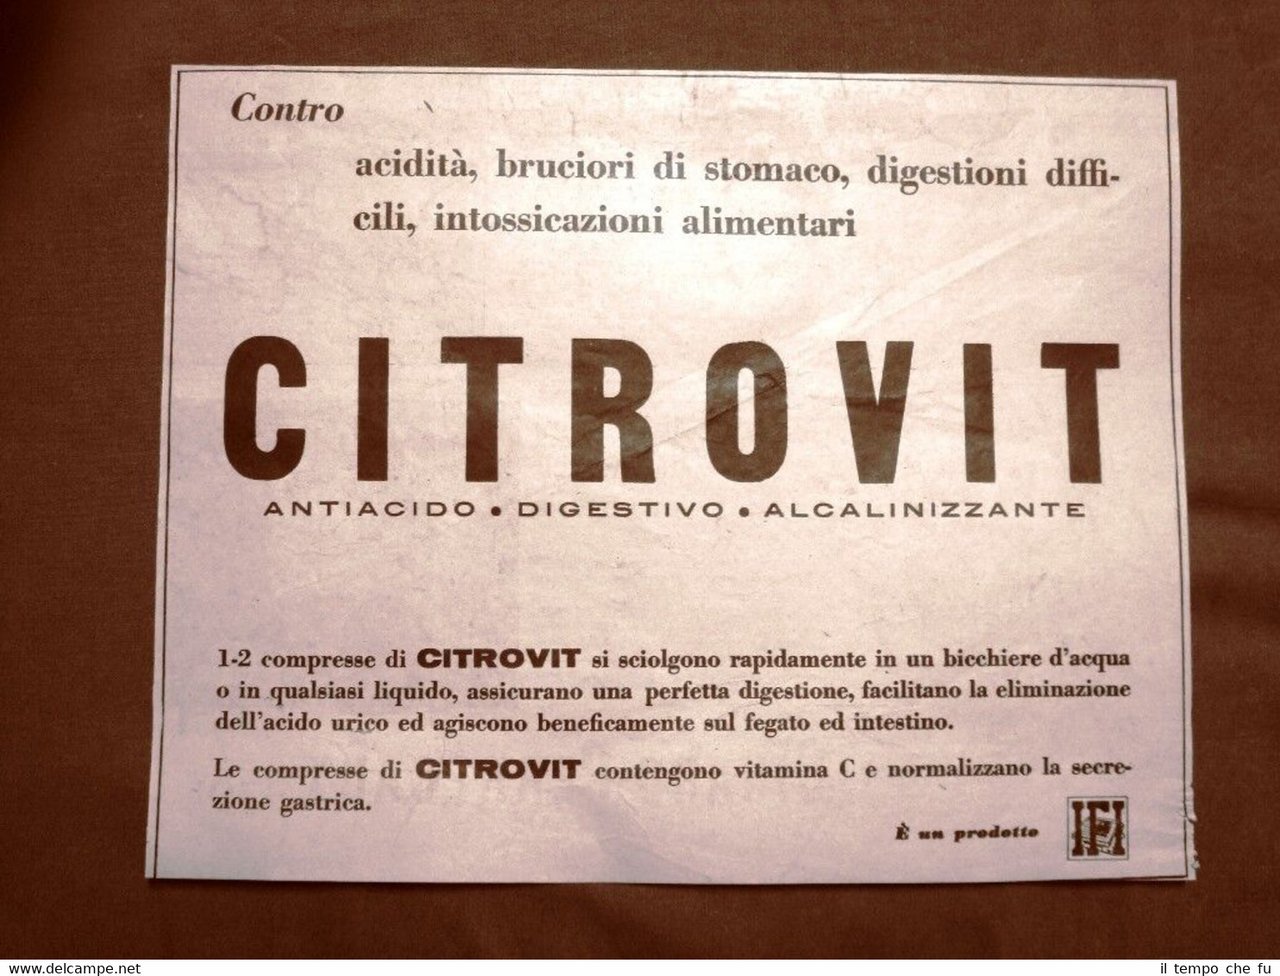 Contro
acidità, bruciori di stomaco, digestioni diffi-
cili, intossicazioni alimentari
CITROVIT
ANTIACIDO • DIGESTIVO • ALCALINIZZANTE
1-2 compresse di CITROVIT si sciolgono rapidamente in un bicchiere d'acqua
o in qualsiasi liquido, assicurano una perfetta digestione, facilitano la eliminazione
dell'acido urico ed agiscono beneficamente sul fegato ed intestino.
Le compresse di CITROVIT contengono vitamina C e normalizzano la secre-
zione gastrica.
È un prodotto IFI
www.delcampe.net
il tempo che fu